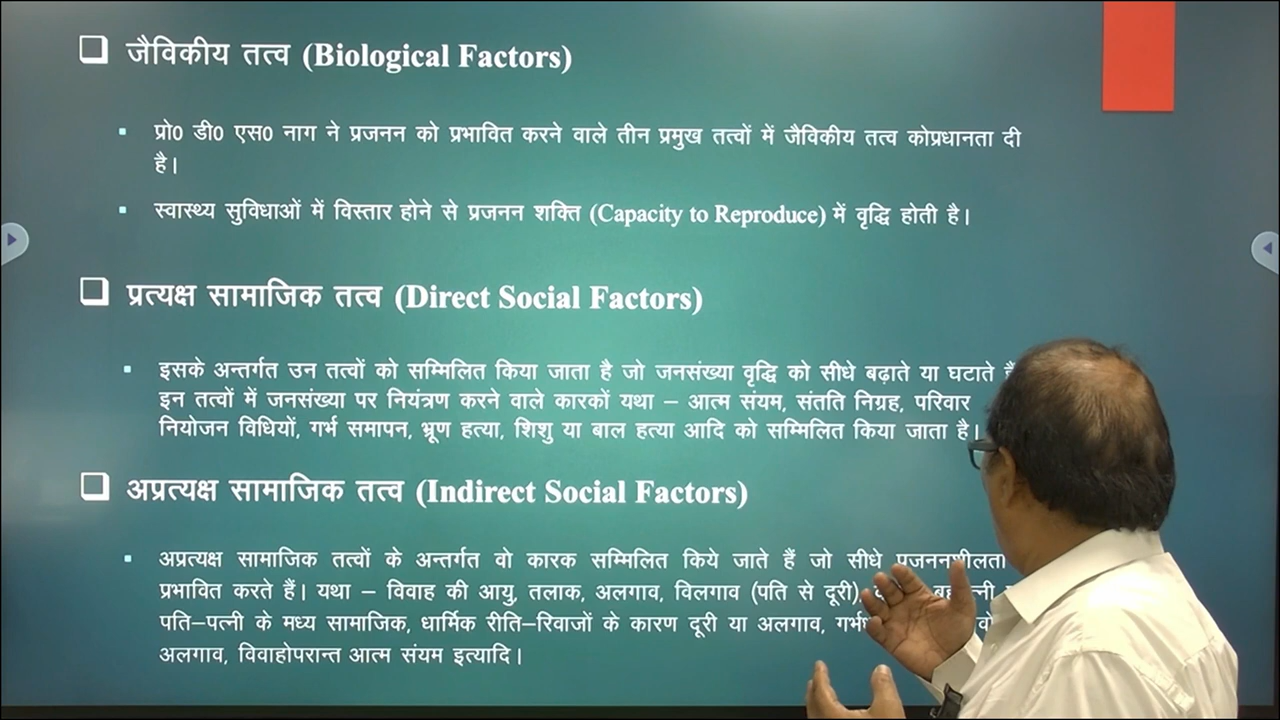 जैविकीय तत्व (Biological Factors)
प्रो0 डी0 एस0 नाग ने प्रजनन को प्रभावित करने वाले तीन प्रमुख तत्वों में जैविकीय तत्व कोप्रधानता दी
है।
स्वास्थ्य सुविधाओं में विस्तार होने से प्रजनन शक्ति (Capacity to Reproduce) में वृद्धि होती है।
प्रत्यक्ष सामाजिक तत्व (Direct Social Factors)
इसके अन्तर्गत उन तत्वों को सम्मिलित किया जाता है जो जनसंख्या वृद्धि को सीधे बढ़ाते या घटाते
इन तत्वों में जनसंख्या पर नियंत्रण करने वाले कारकों यथा – आत्म संयम, संतति निग्रह, परिवार
नियोजन विधियों, गर्भ समापन, भ्रूण हत्या, शिशु या बाल हत्या आदि को सम्मिलित किया जाता है।
अप्रत्यक्ष सामाजिक तत्व (Indirect Social Factors)
अप्रत्यक्ष सामाजिक तत्वों के अन्तर्गत वो कारक सम्मिलित किये जाते हैं जो सीधे प्रजननशीलता
प्रभावित करते हैं। यथा – विवाह की आयु, तलाक, अलगाव, विलगाव (पति से दूरी),
पति–पत्नी के मध्य सामाजिक, धार्मिक रीति–रिवाजों के कारण दूरी या अलगाव,
अलगाव, विवाहोपरान्त आत्म संयम इत्यादि।